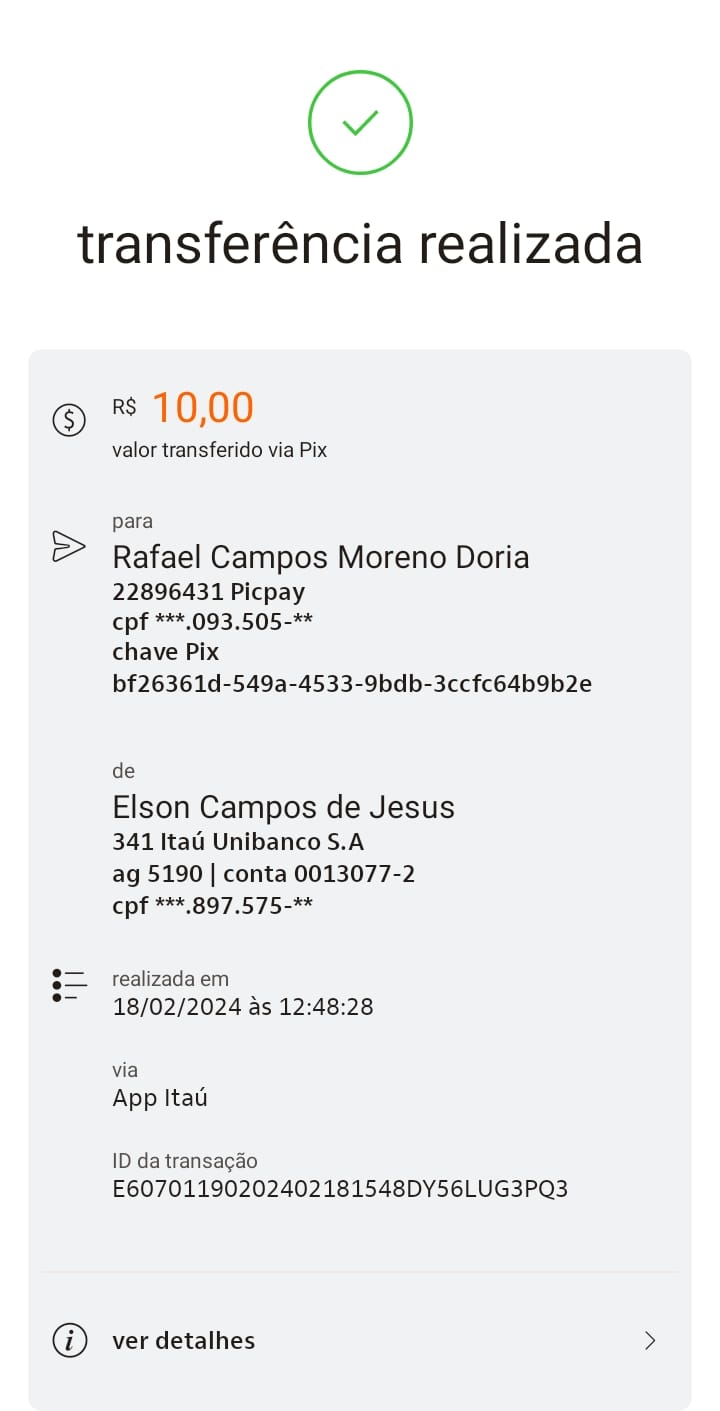 transferência realizada
R$ 10,00
valor transferido via Pix
para
Rafael Campos Moreno Doria
22896431 Picpay
cpf ***.093.505-**
chave Pix
bf26361d-549a-4533-9bdb-3ccfc64b9b2e
de
Elson Campos de Jesus
341 Itaú Unibanco S.A
ag 5190 | conta 0013077-2
cpf ***.897.575-**
realizada em
18/02/2024 às 12:48:28
via
App Itaú
ID da transação
E60701190202402181548DY56LUG3PQ3
ver detalhes